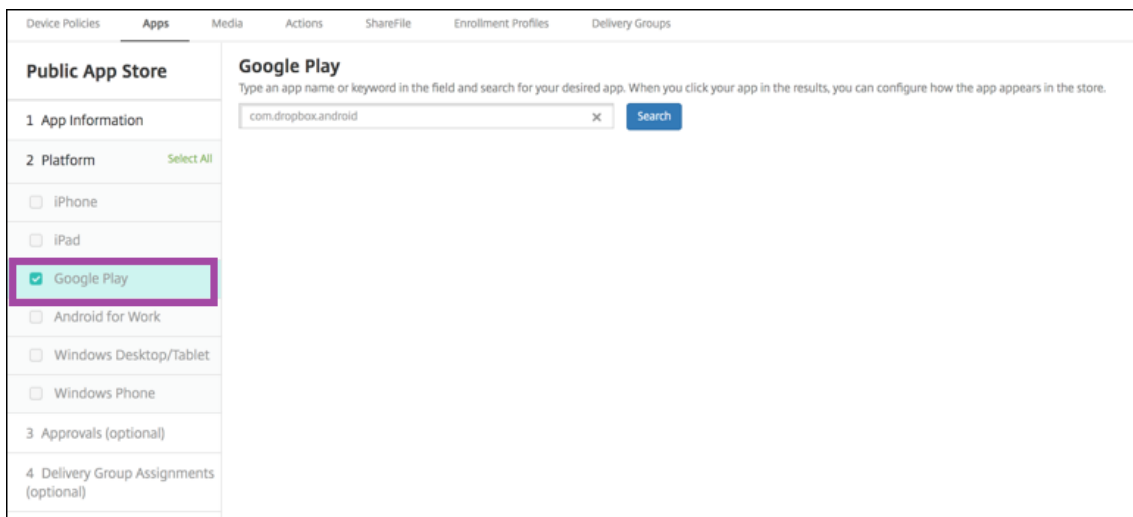 Device Policies Apps Media Actions ShareFile Enrollment Profiles Delivery Groups
Public App Store
1 App Information
2 Platform Select All
iPhone
iPad
Google Play
Android for Work
Windows Desktop/Tablet
Windows Phone
3 Approvals (optional)
4 Delivery Group Assignments
(optional)
Google Play
Type an app name or keyword in the field and search for your desired app. When you click your app in the results, you can configure how the app appears in the store.
com.dropbox.android Search